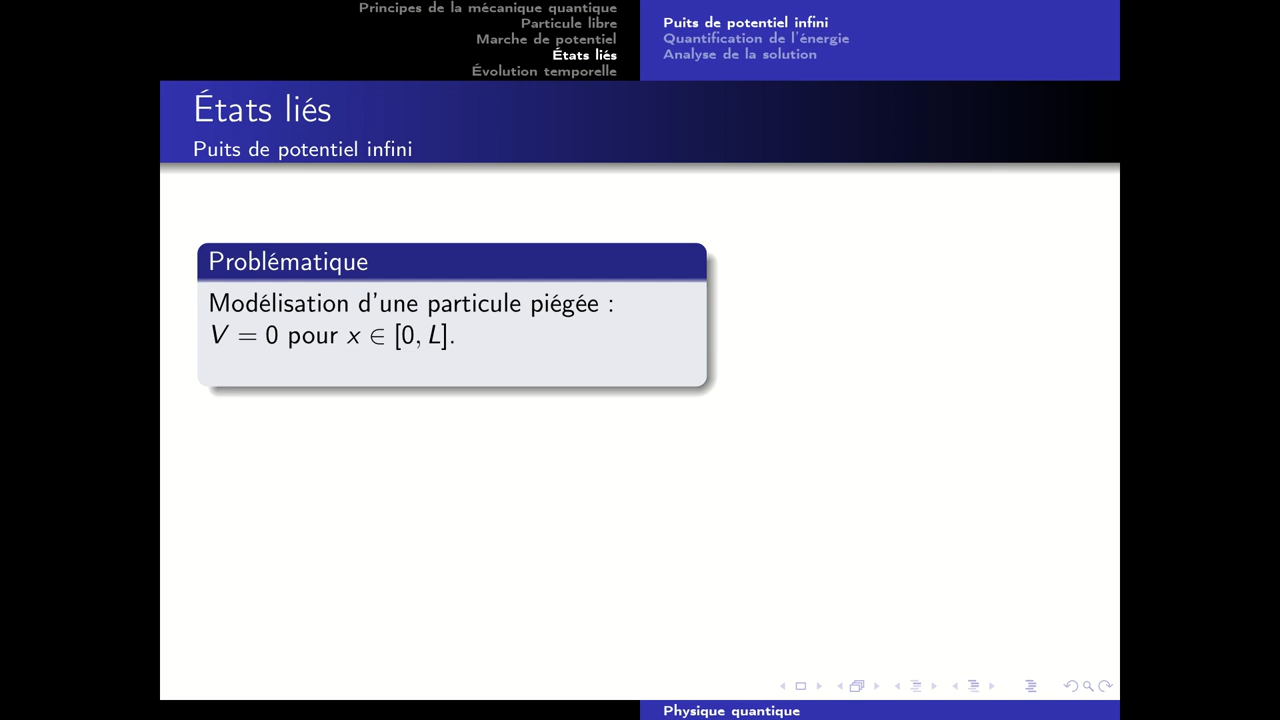 Principes de la mécanique quantique
Particule libre
Marche de potentiel
États liés
Évolution temporelle
Puits de potentiel infini
Quantification de l'énergie
Analyse de la solution
États liés
Puits de potentiel infini
Problématique
Modélisation d'une particule piégée :
V = 0 pour x ∈ [0, L].
Physique quantique